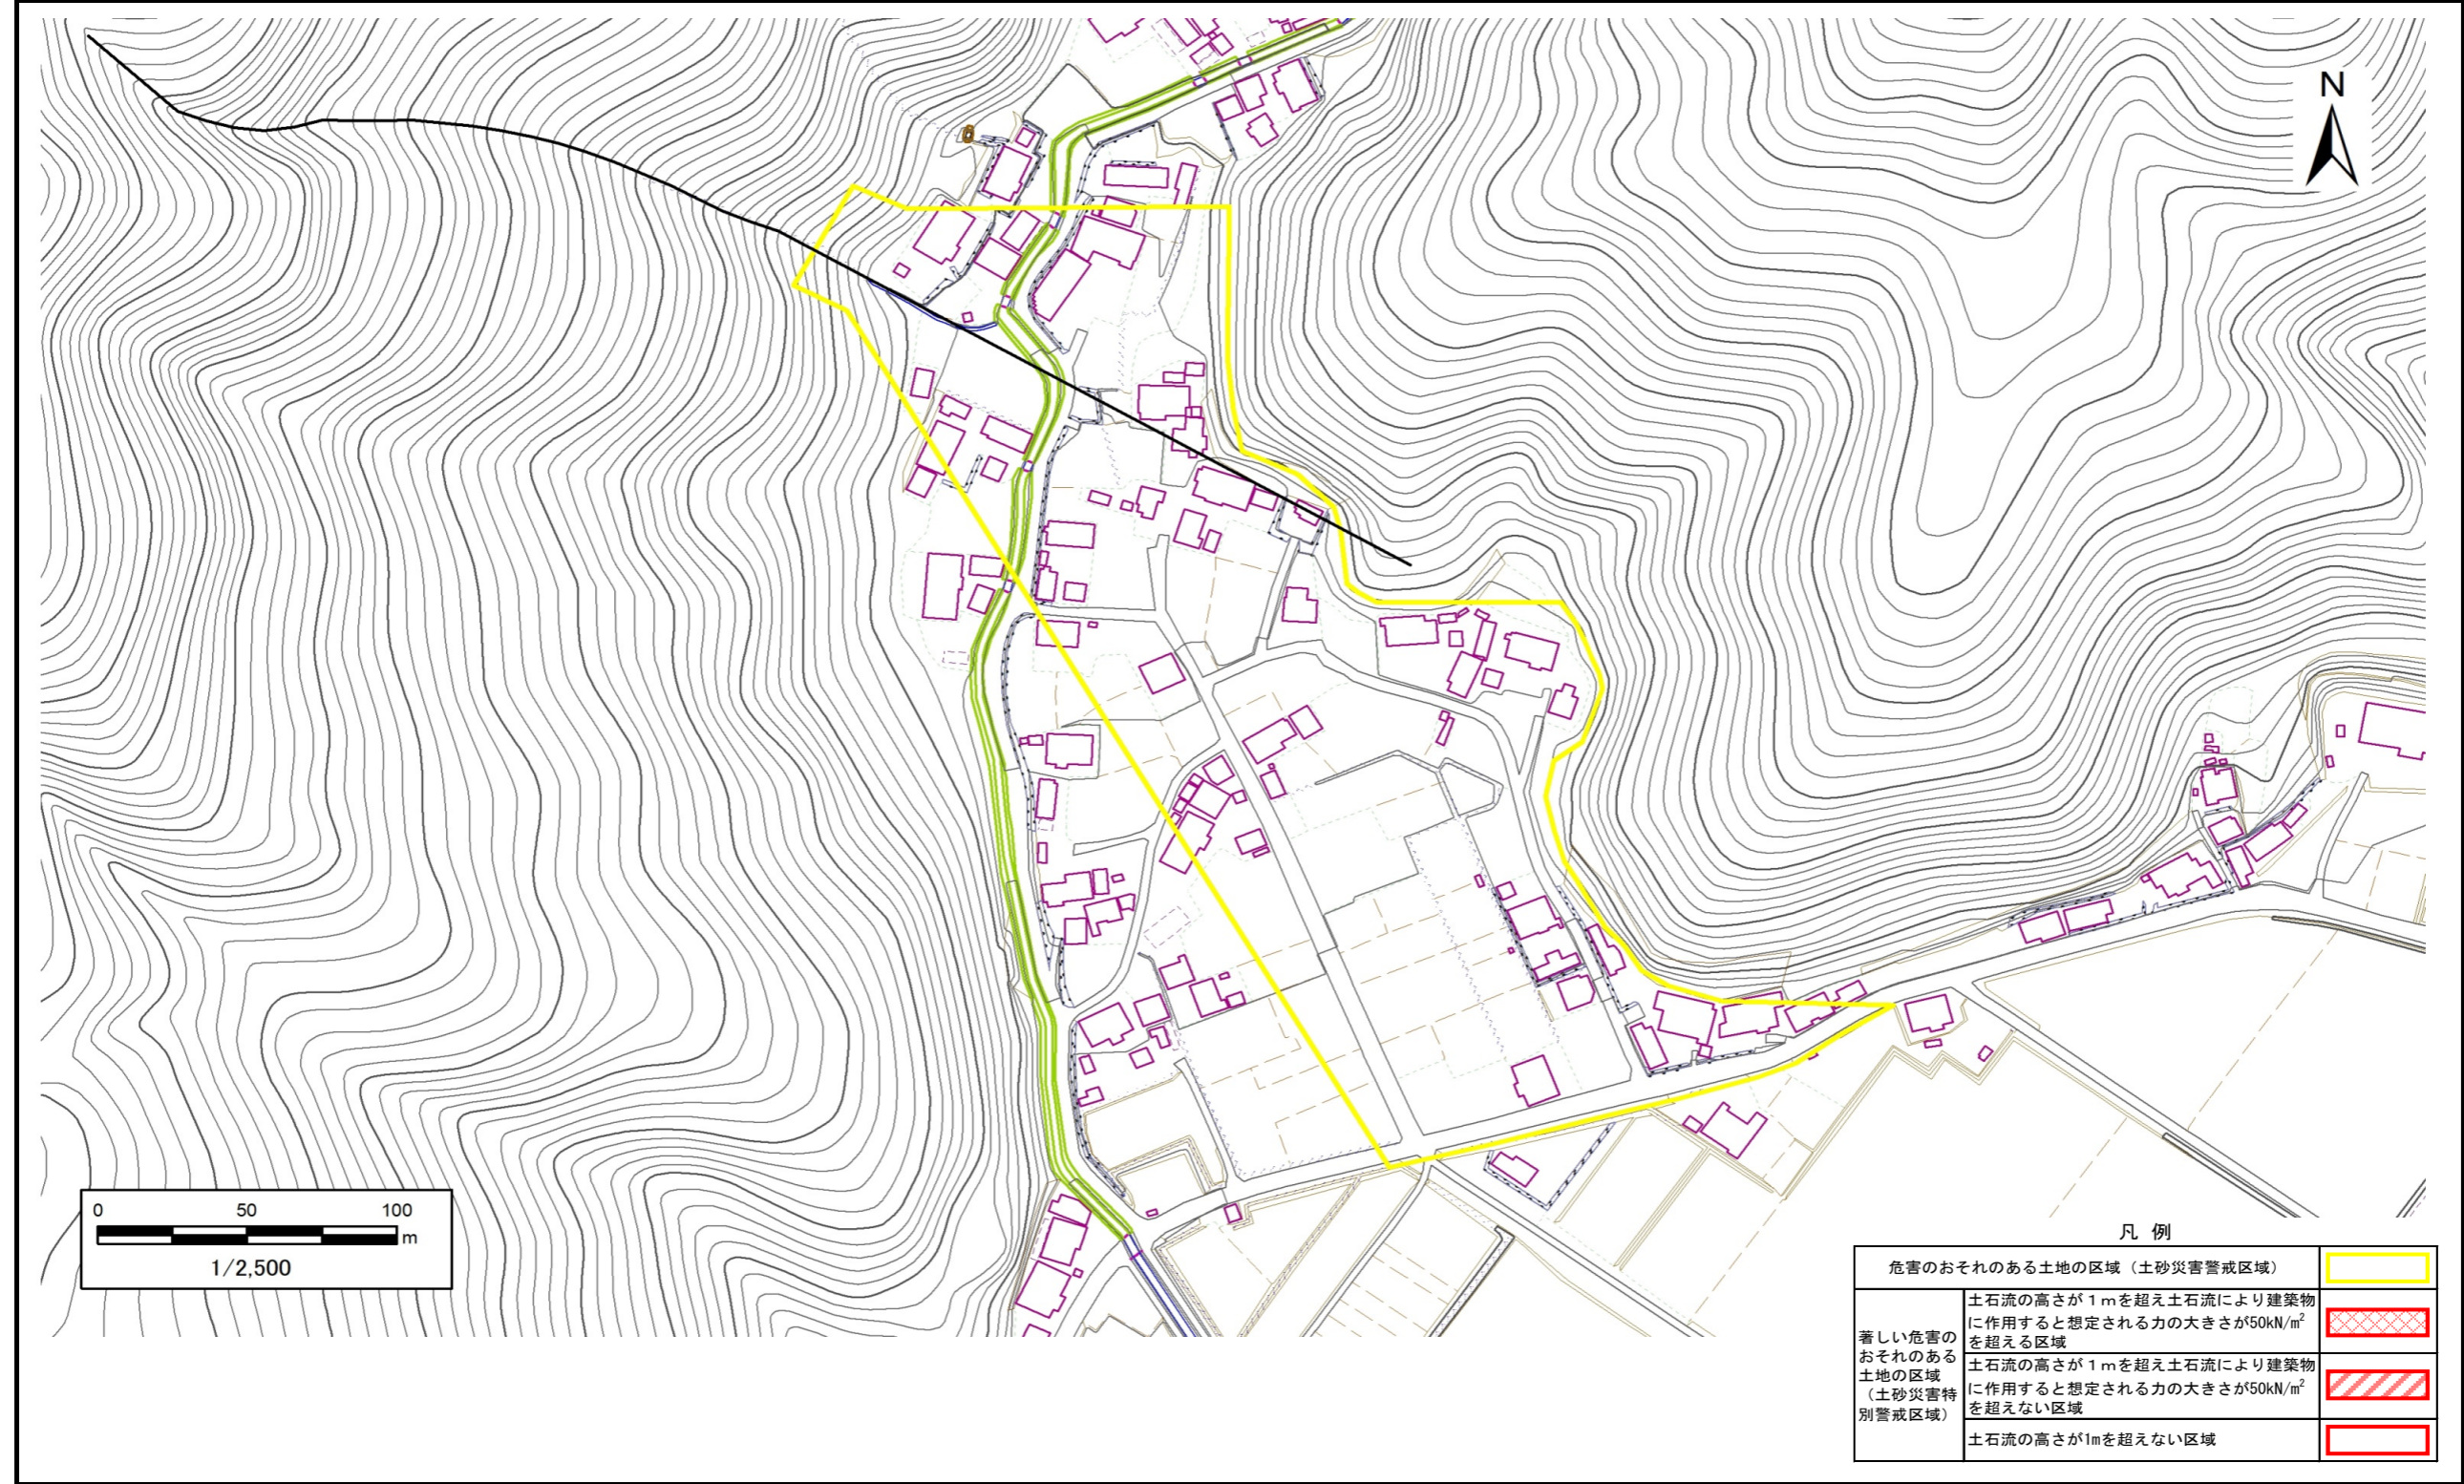 N
0 50 100
m
1/2,500
凡 例
危害のおそれのある土地の区域（土砂災害警戒区域）
著しい危害の
おそれのある
土地の区域
（土砂災害特
別警戒区域）
土石流の高さが１ｍを超え土石流により建築物
に作用すると想定される力の大きさが50kN/㎡
を超える区域
土石流の高さが１ｍを超え土石流により建築物
に作用すると想定される力の大きさが50kN/㎡
を超えない区域
土石流の高さが1mを超えない区域